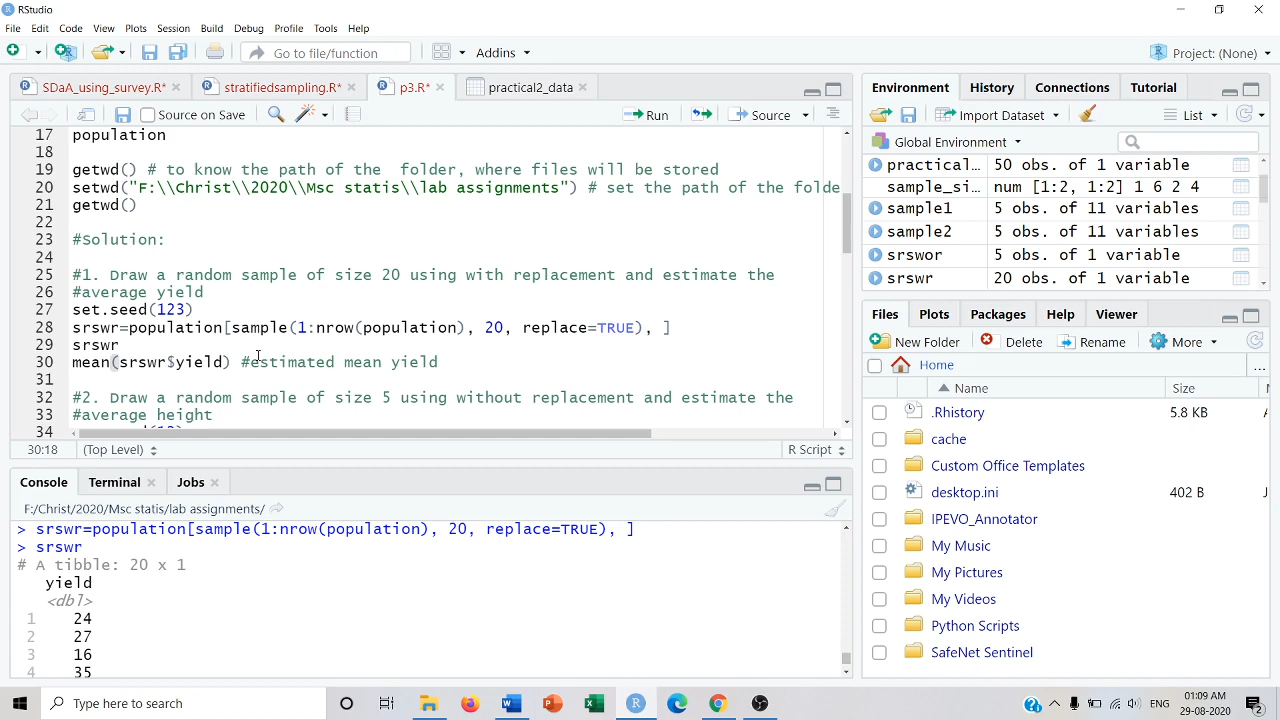 RStudio
File Edit Code View Plots Session Build Debug Profile Tools Help
Go to file/function Addins Project: (None)
SDaA_using_survey.R* stratifiedsampling.R* p3.R* practical2_data
Source on Save Run Source
17 population
18
19 getwd() # to know the path of the folder, where files will be stored
20 setwd("F:\\Christ\\2020\\Msc statis\\lab assignments") # set the path of the folde
21 getwd()
22
23 #Solution:
24
25 #1. Draw a random sample of size 20 using with replacement and estimate the
26 #average yield
27 set.seed(123)
28 srswr=population[sample(1:nrow(population), 20, replace=TRUE), ]
29 srswr
30 mean(srswr$yield) #estimated mean yield
31
32 #2. Draw a random sample of size 5 using without replacement and estimate the
33 #average height
34
30:18 (Top Level) R Script
Console Terminal Jobs
F:/Christ/2020/Msc statis/lab assignments/
> srswr=population[sample(1:nrow(population), 20, replace=TRUE), ]
> srswr
# A tibble: 20 x 1
yield
<dbl>
1 24
2 27
3 16
4 35
Environment History Connections Tutorial
Import Dataset List
Global Environment
practical… 50 obs. of 1 variable
sample_si… num [1:2, 1:2] 1 6 2 4
sample1 5 obs. of 11 variables
sample2 5 obs. of 11 variables
srswor 5 obs. of 1 variable
srswr 20 obs. of 1 variable
Files Plots Packages Help Viewer
New Folder Delete Rename More
Home ...
Name Size
.Rhistory 5.8 KB
cache
Custom Office Templates
desktop.ini 402 B
IPEVO_Annotator
My Music
My Pictures
My Videos
Python Scripts
SafeNet Sentinel
Type here to search
ENG 01:09 AM
29-08-2020 2